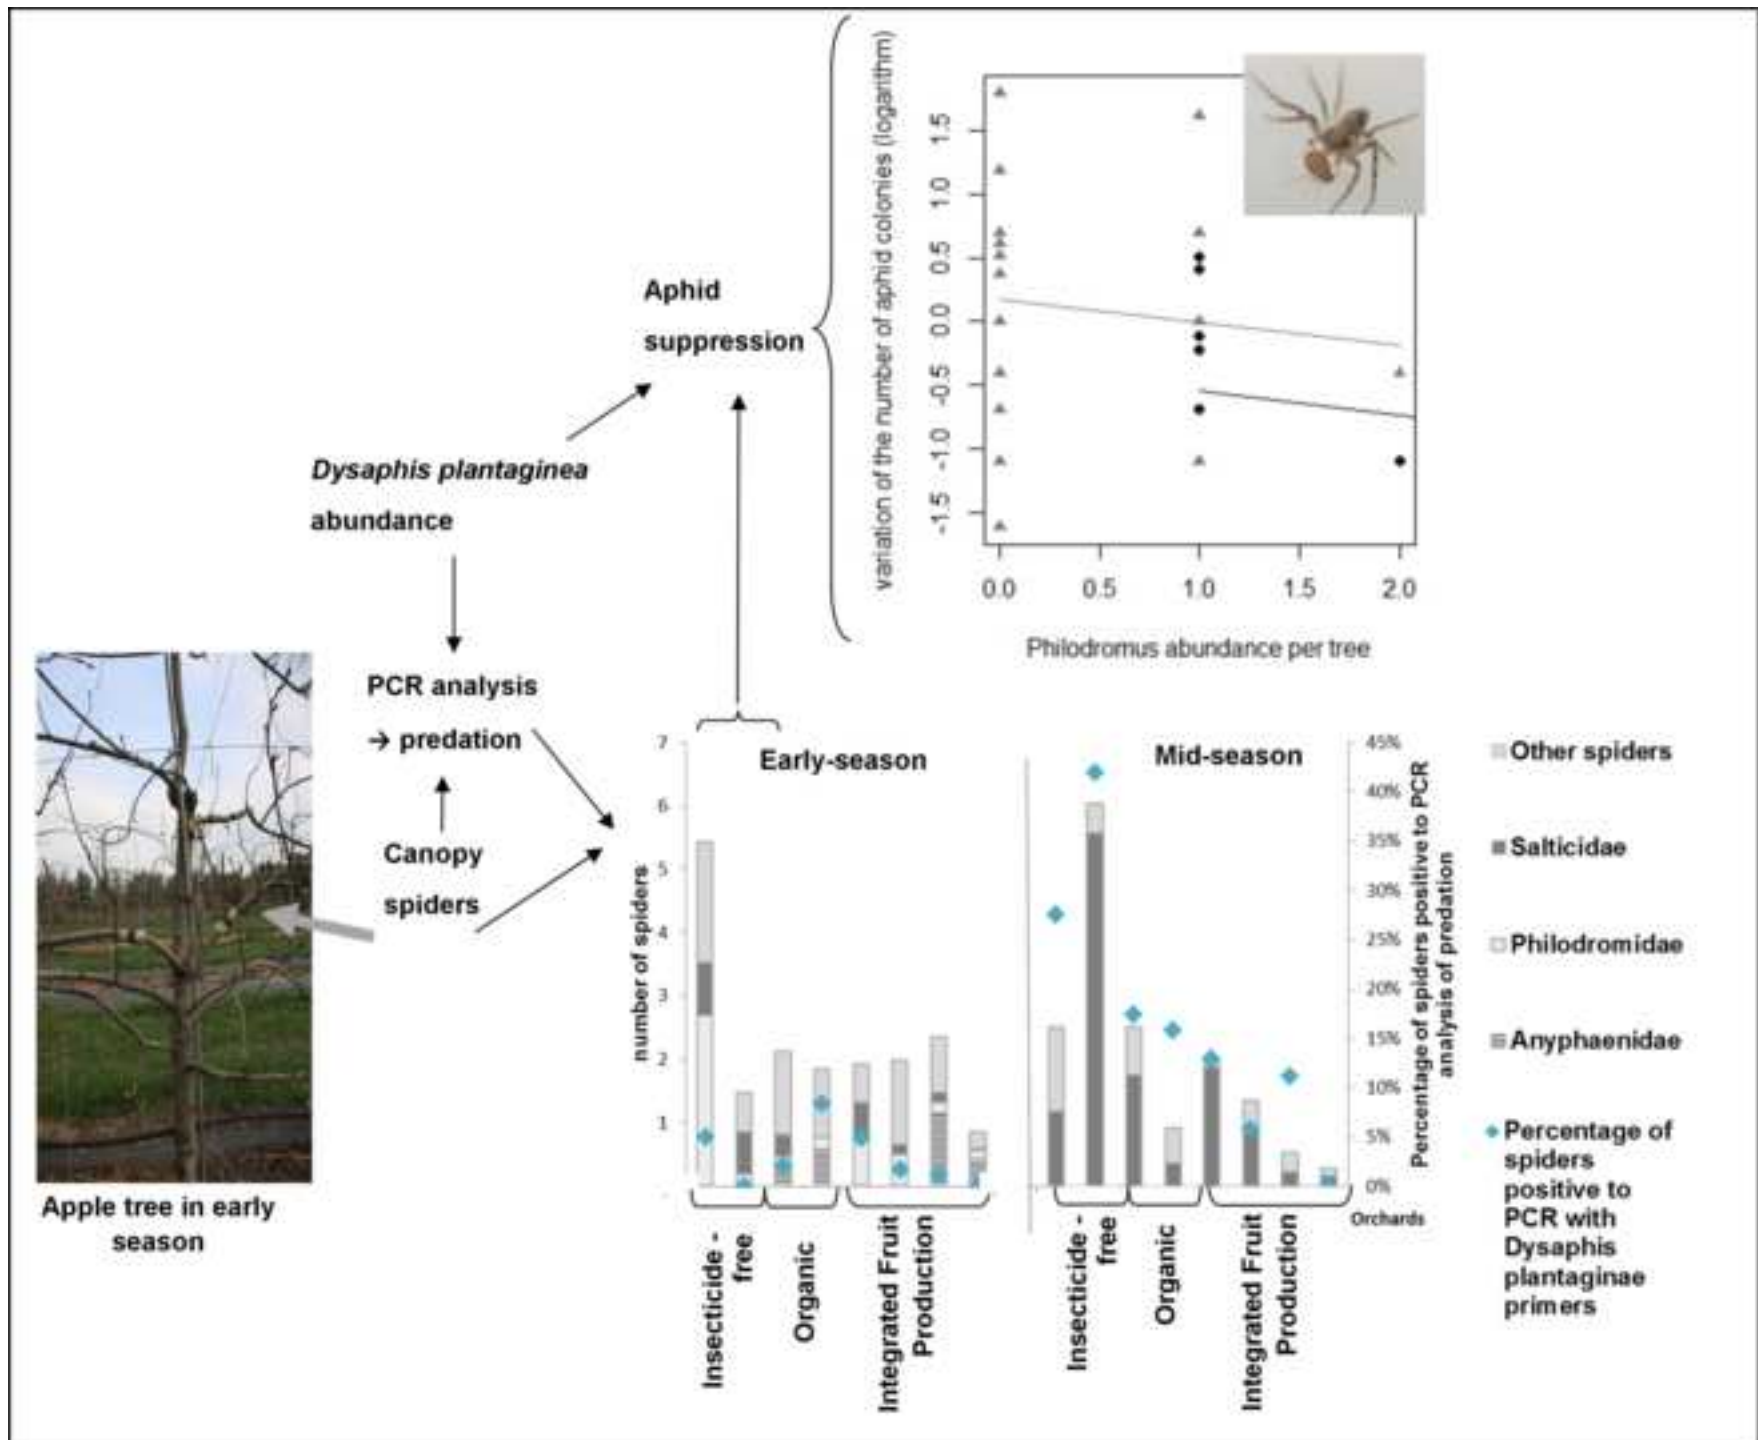 variation of the number of aphid colonies (logarithm)
1.5
1.0
0.5
0.0
-0.5
-1.0
-1.5
0.0 0.5 1.0 1.5 2.0
Philodromus abundance per tree
Aphid
suppression
Dysaphis plantaginea
abundance
PCR analysis
→ predation
Canopy
spiders
Apple tree in early
season
Early-season
number of spiders
7
6
5
4
3
2
1
Insecticide -
free
Organic
Integrated Fruit
Production
Mid-season
45%
40%
35%
30%
25%
20%
15%
10%
5%
0%
Percentage of spiders positive to PCR
analysis of predation
Orchards
Insecticide -
free
Organic
Integrated Fruit
Production
Other spiders
Salticidae
Philodromidae
Anyphaenidae
Percentage of
spiders
positive to
PCR with
Dysaphis
plantaginae
primers